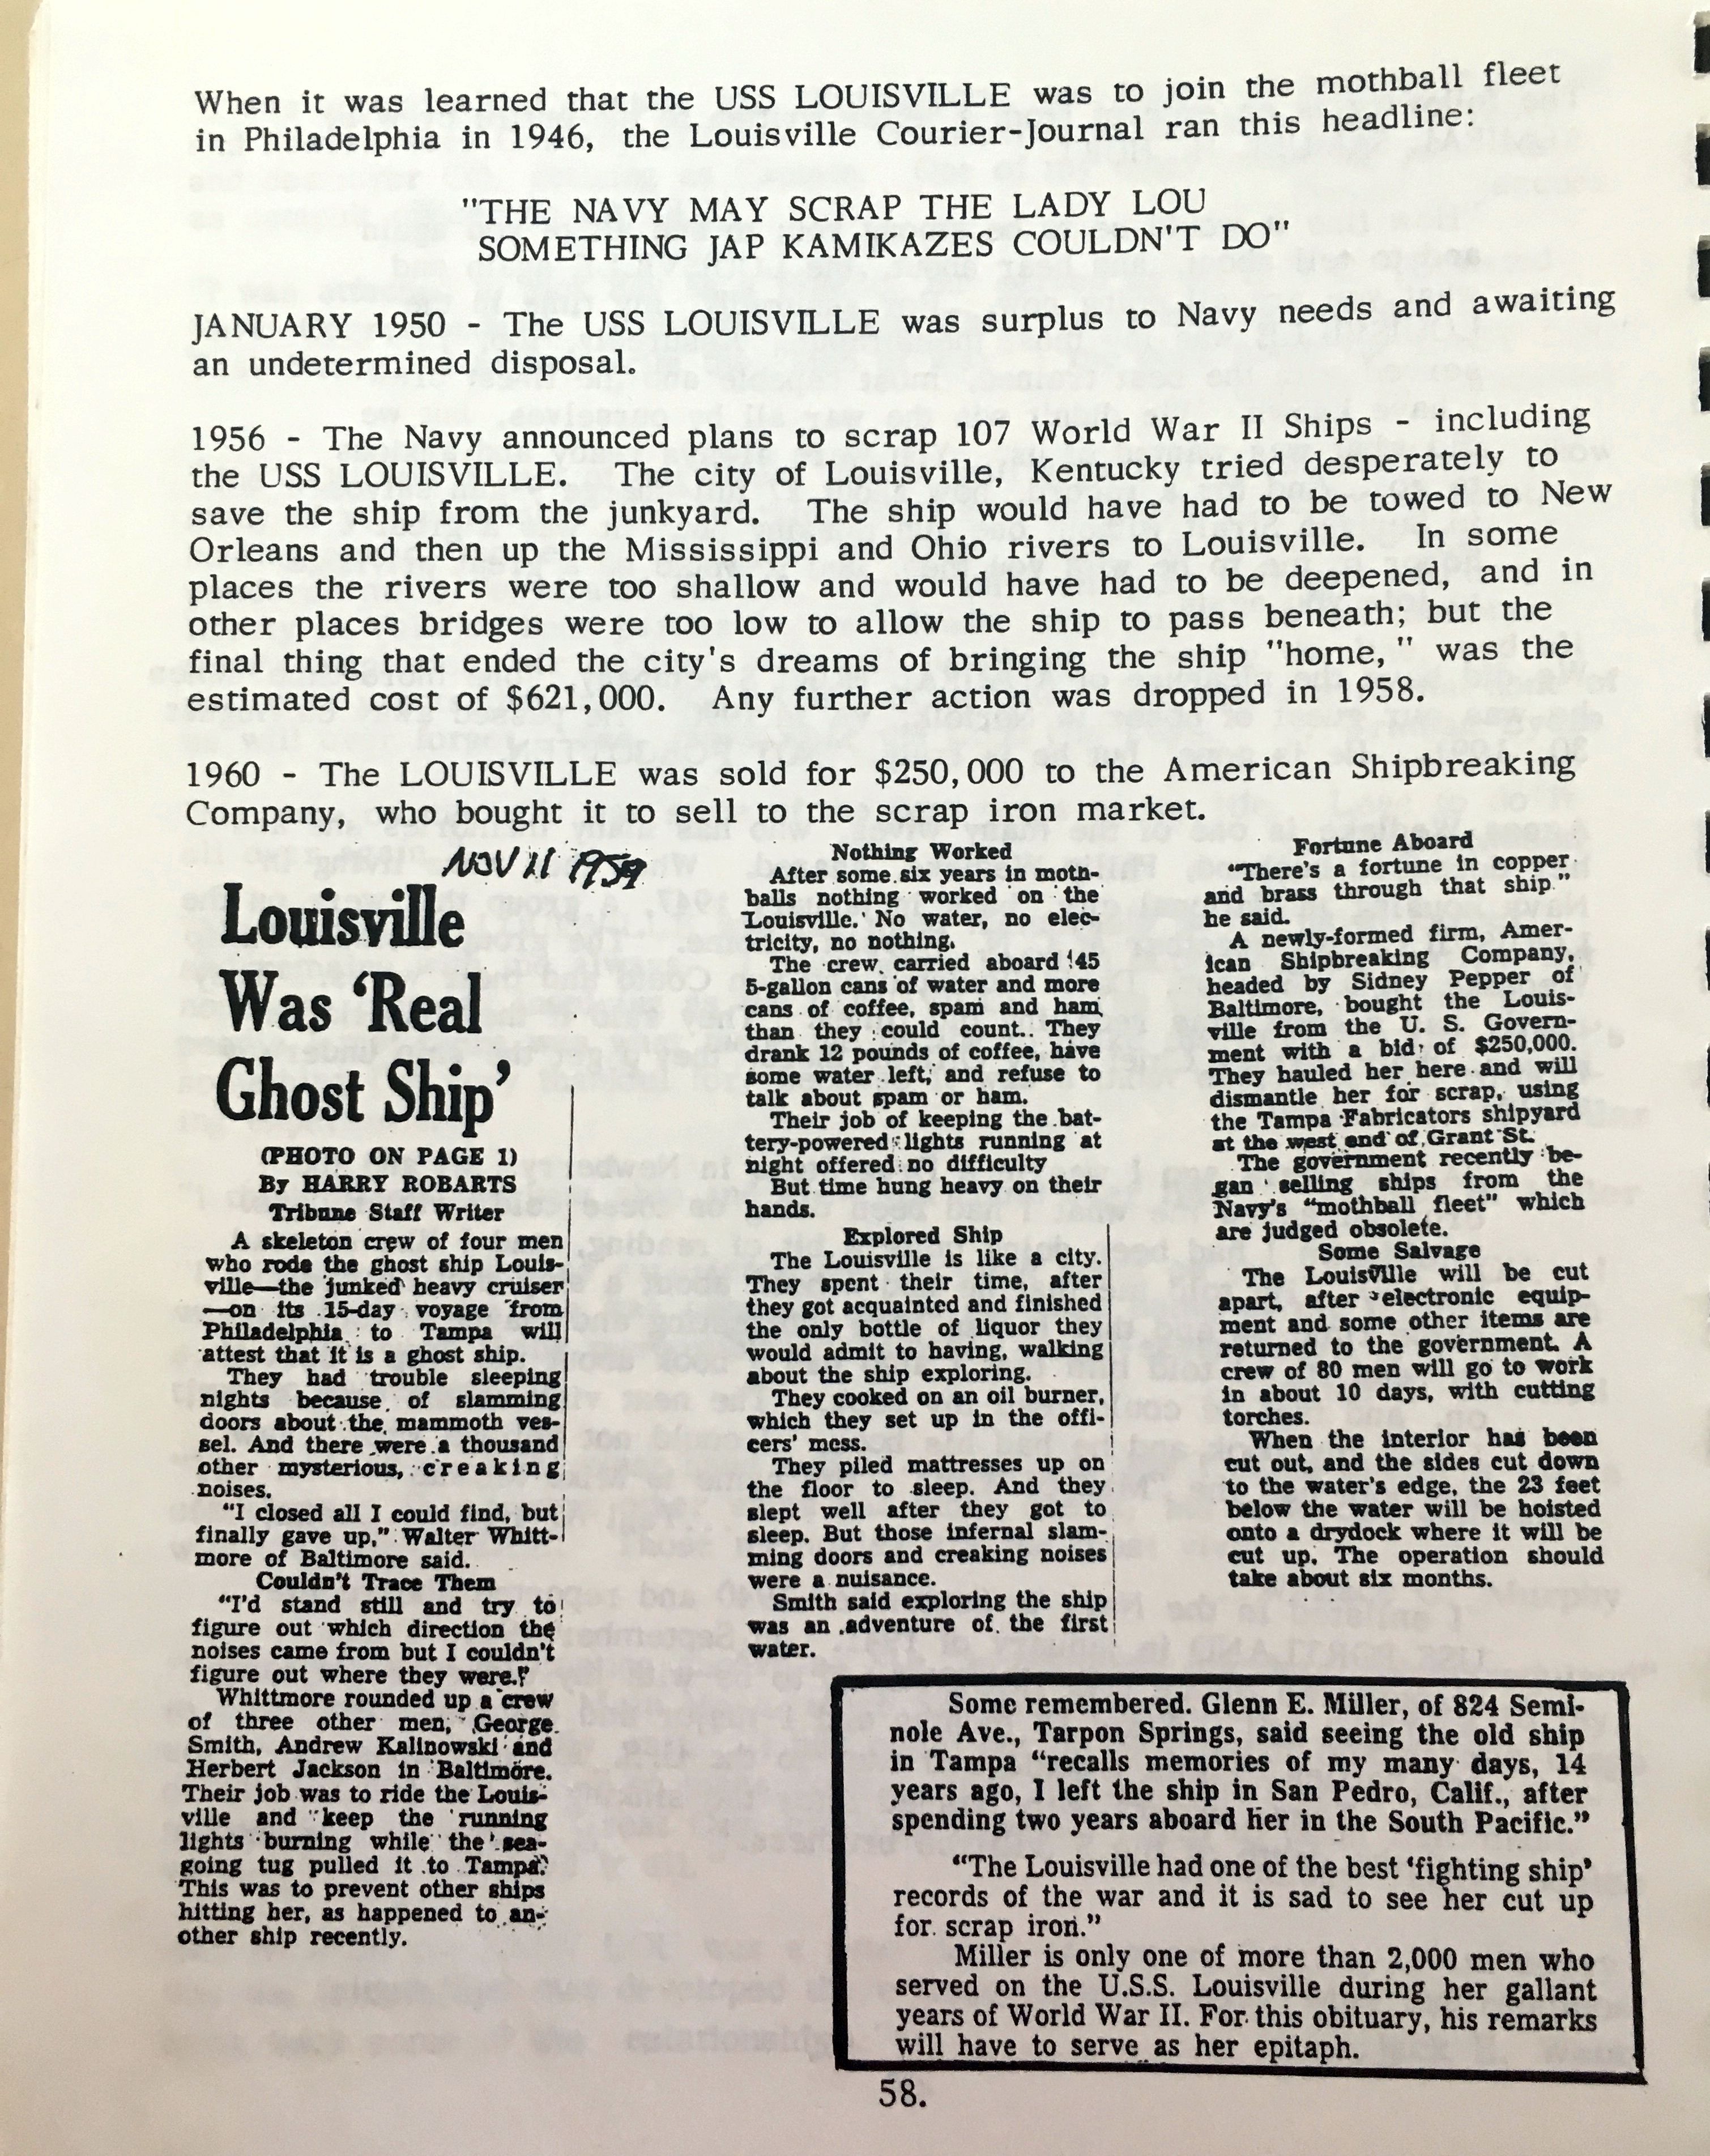 When it was learned that the USS LOUISVILLE was to join the mothball fleet
in Philadelphia in 1946, the Louisville Courier-Journal ran this headline:
"THE NAVY MAY SCRAP THE LADY LOU
SOMETHING JAP KAMIKAZES COULDN'T DO"
JANUARY 1950 - The USS LOUISVILLE was surplus to Navy needs and awaiting
an undetermined disposal.
1956 - The Navy announced plans to scrap 107 World War II Ships - including
the USS LOUISVILLE. The city of Louisville, Kentucky tried desperately to
save the ship from the junkyard. The ship would have had to be towed to New
Orleans and then up the Mississippi and Ohio rivers to Louisville. In some
places the rivers were too shallow and would have had to be deepened, and in
other places bridges were too low to allow the ship to pass beneath; but the
final thing that ended the city's dreams of bringing the ship "home," was the
estimated cost of $621,000. Any further action was dropped in 1958.
1960 - The LOUISVILLE was sold for $250,000 to the American Shipbreaking
Company, who bought it to sell to the scrap iron market.
NOV 11 1959
Louisville
Was ‘Real
Ghost Ship’
(PHOTO ON PAGE 1)
By HARRY ROBARTS
Tribune Staff Writer
A skeleton crew of four men
who rode the ghost ship Louis-
ville—the junked heavy cruiser
—on its 15-day voyage from
Philadelphia to Tampa will
attest that it is a ghost ship.
They had trouble sleeping
nights because of slamming
doors about the mammoth ves-
sel. And there were a thousand
other mysterious, creaking
noises.
“I closed all I could find, but
finally gave up,” Walter Whitt-
more of Baltimore said.
Couldn’t Trace Them
“I’d stand still and try to
figure out which direction the
noises came from but I couldn’t
figure out where they were.”
Whittmore rounded up a crew
of three other men, George
Smith, Andrew Kalinowski and
Herbert Jackson in Baltimore.
Their job was to ride the Louis-
ville and keep the running
lights burning while the sea-
going tug pulled it to Tampa.
This was to prevent other ships
hitting her, as happened to an-
other ship recently.
Nothing Worked
After some six years in moth-
balls nothing worked on the
Louisville. No water, no elec-
tricity, no nothing.
The crew carried aboard 45
5-gallon cans of water and more
cans of coffee, spam and ham
than they could count. They
drank 12 pounds of coffee, have
some water left, and refuse to
talk about spam or ham.
Their job of keeping the bat-
tery-powered lights running at
night offered no difficulty
But time hung heavy on their
hands.
Explored Ship
The Louisville is like a city.
They spent their time, after
they got acquainted and finished
the only bottle of liquor they
would admit to having, walking
about the ship exploring.
They cooked on an oil burner,
which they set up in the offi-
cers’ mess.
They piled mattresses up on
the floor to sleep. And they
slept well after they got to
sleep. But those infernal slam-
ming doors and creaking noises
were a nuisance.
Smith said exploring the ship
was an adventure of the first
water.
Fortune Aboard
“There’s a fortune in copper
and brass through that ship”
he said.
A newly-formed firm, Amer-
ican Shipbreaking Company,
headed by Sidney Pepper of
Baltimore, bought the Louis-
ville from the U. S. Govern-
ment with a bid of $250,000.
They hauled her here and will
dismantle her for scrap, using
the Tampa Fabricators shipyard
at the west end of Grant St.
The government recently be-
gan selling ships from the
Navy’s “mothball fleet” which
are judged obsolete.
Some Salvage
The Louisville will be cut
apart, after electronic equip-
ment and some other items are
returned to the government. A
crew of 80 men will go to work
in about 10 days, with cutting
torches.
When the interior has been
cut out, and the sides cut down
to the water’s edge, the 23 feet
below the water will be hoisted
onto a drydock where it will be
cut up. The operation should
take about six months.
Some remembered. Glenn E. Miller, of 824 Semi-
nole Ave., Tarpon Springs, said seeing the old ship
in Tampa “recalls memories of my many days, 14
years ago, I left the ship in San Pedro, Calif., after
spending two years aboard her in the South Pacific.”
“The Louisville had one of the best ‘fighting ship’
records of the war and it is sad to see her cut up
for scrap iron.”
Miller is only one of more than 2,000 men who
served on the U.S.S. Louisville during her gallant
years of World War II. For this obituary, his remarks
will have to serve as her epitaph.
58.